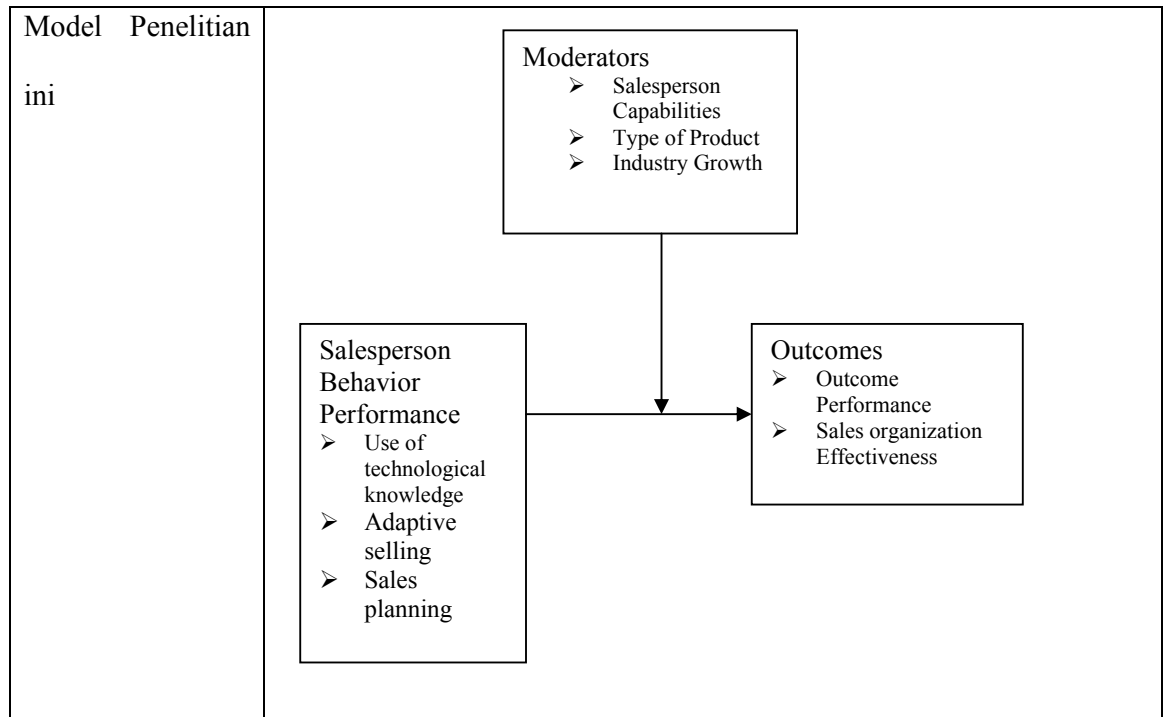 Model Penelitian
ini
Moderators
➢ Salesperson
Capabilities
➢ Type of Product
➢ Industry Growth
Salesperson
Behavior
Performance
➢ Use of
technological
knowledge
➢ Adaptive
selling
➢ Sales
planning
Outcomes
➢ Outcome
Performance
➢ Sales organization
Effectiveness